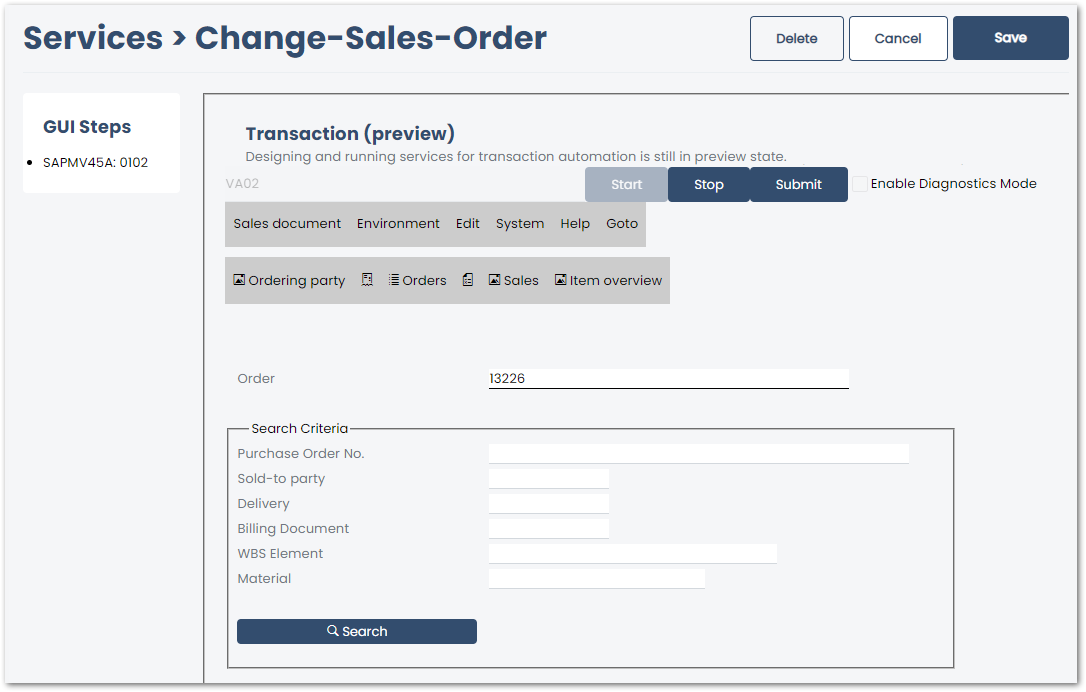 Services > Change-Sales-Order
Delete
Cancel
Save
GUI Steps
SAPMV45A: 0102
Transaction (preview)
Designing and running services for transaction automation is still in preview state.
VA02
Start
Stop
Submit
Enable Diagnostics Mode
Sales document Environment Edit System Help Goto
Ordering party Orders Sales Item overview
Order 13226
Search Criteria
Purchase Order No.
Sold-to party
Delivery
Billing Document
WBS Element
Material
Search